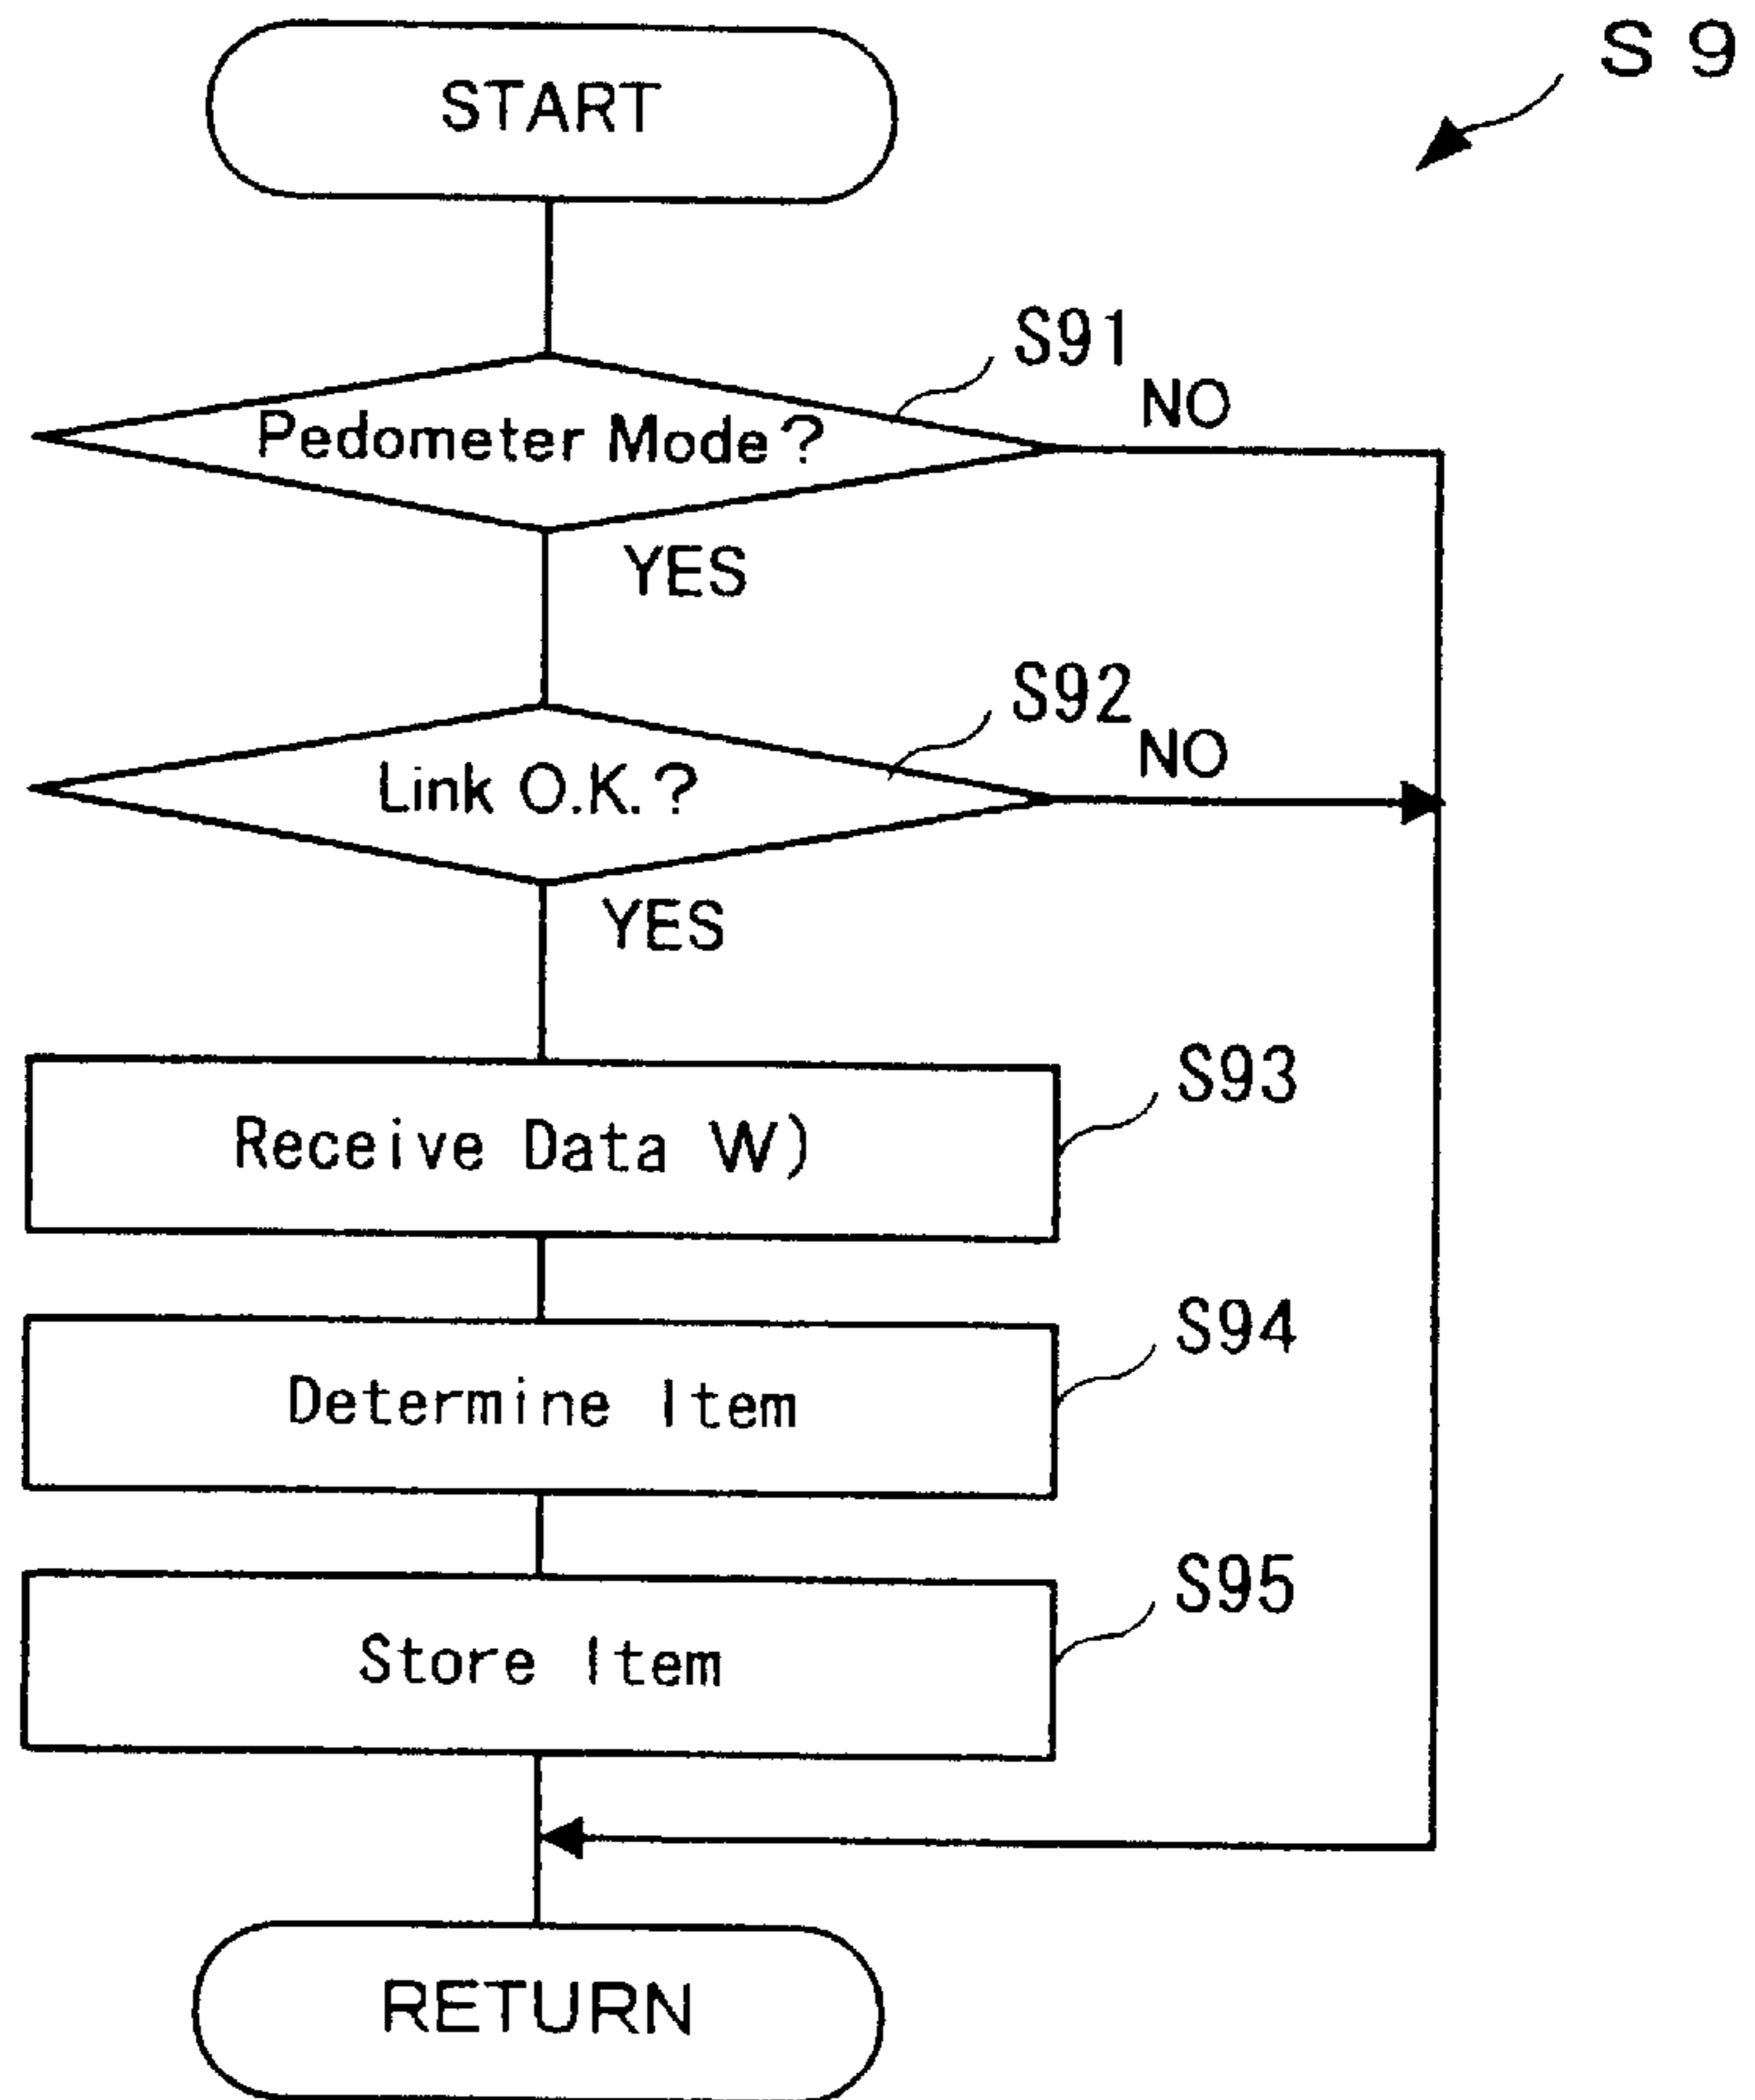 S 9
START
S91
NO
Pedometer Mode?
YES
S92
NO
Link O.K.?
YES
S93
Receive Data W)
S94
Determine Item
S95
Store Item
RETURN